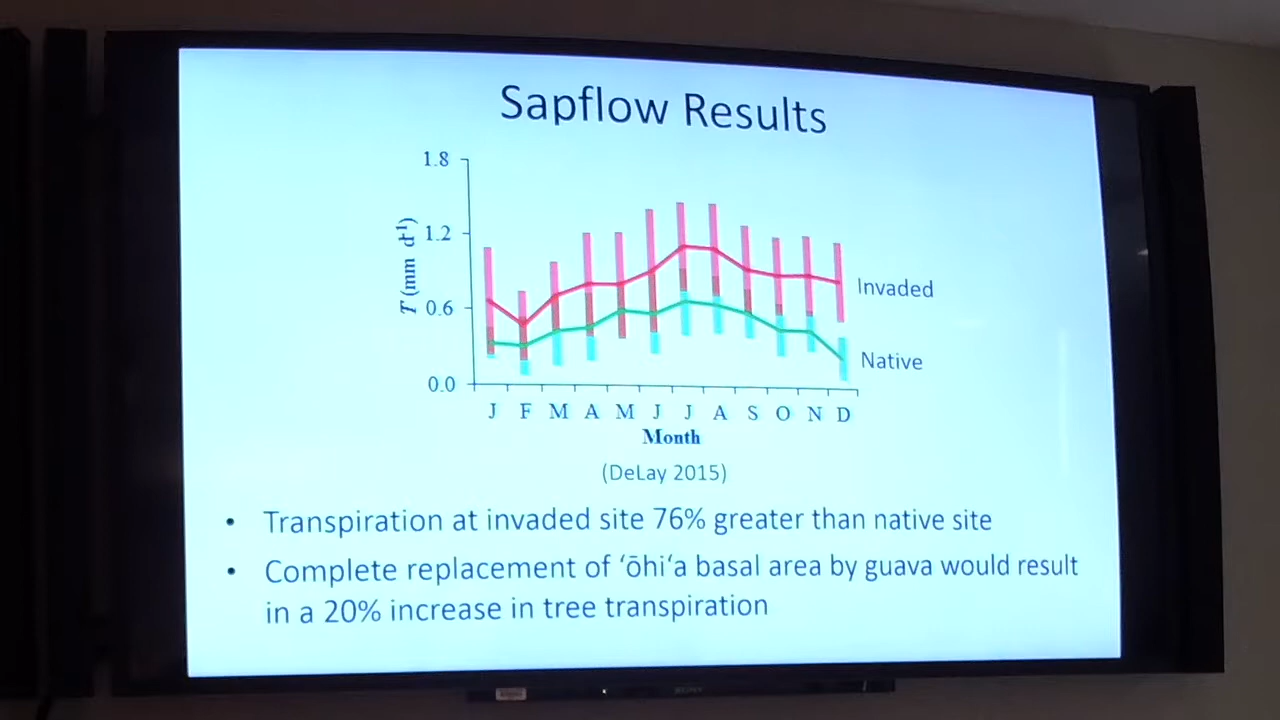 Sapflow Results
1.8
1.2
0.6
0.0
T (mm d-1)
Invaded
Native
J F M A M J J A S O N D
Month
(DeLay 2015)
• Transpiration at invaded site 76% greater than native site
• Complete replacement of ʻōhiʻa basal area by guava would result
in a 20% increase in tree transpiration
SONY